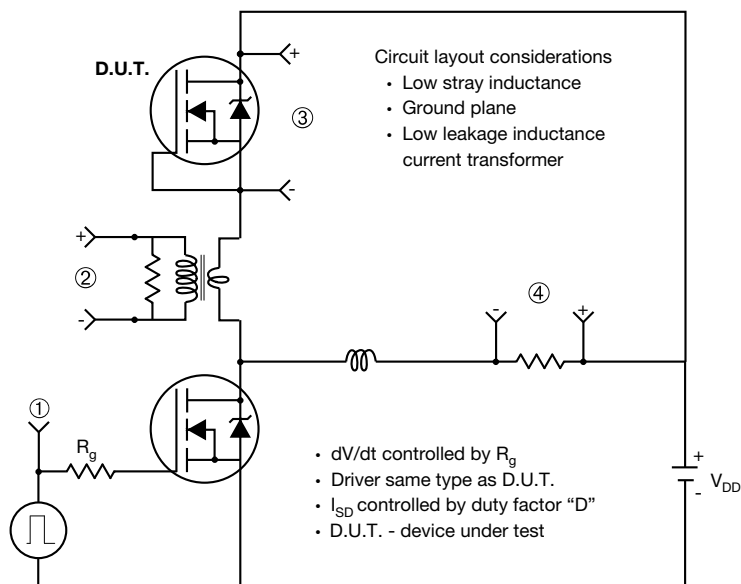 D.U.T.
+
Circuit layout considerations
• Low stray inductance
• Ground plane
• Low leakage inductance
current transformer
③
-
+
②
-
④
-
+
①
R_g
• dV/dt controlled by R_g
• Driver same type as D.U.T.
• I_SD controlled by duty factor “D”
• D.U.T. - device under test
+
V_DD
-